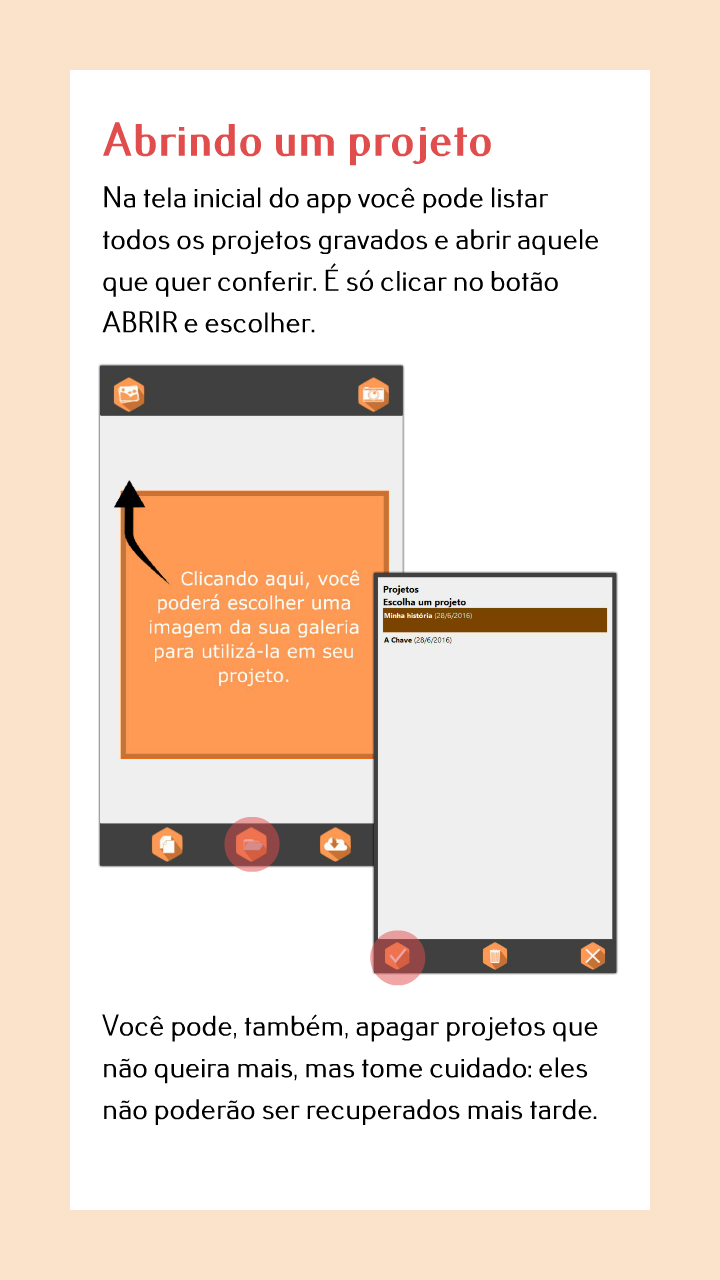 Abrindo um projeto
Na tela inicial do app você pode listar
todos os projetos gravados e abrir aquele
que quer conferir. É só clicar no botão
ABRIR e escolher.
Clicando aqui, você
poderá escolher uma
imagem da sua galeria
para utilizá-la em seu
projeto.
Projetos
Escolha um projeto
Minha história (28/6/2016)
A Chave (28/6/2016)
Você pode, também, apagar projetos que
não queira mais, mas tome cuidado: eles
não poderão ser recuperados mais tarde.